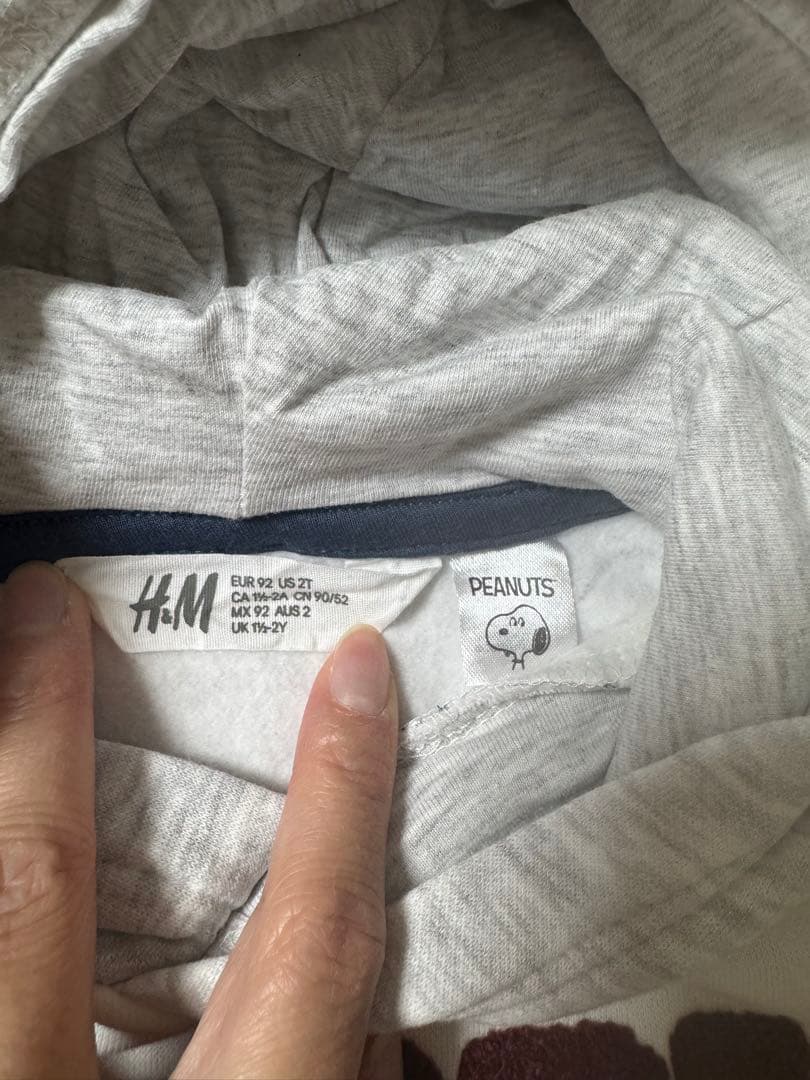 H&M
EUR 92 US 2T
CA 1½-2A CN 90/52
MX 92 AUS 2
UK 1½-2Y
PEANUTS